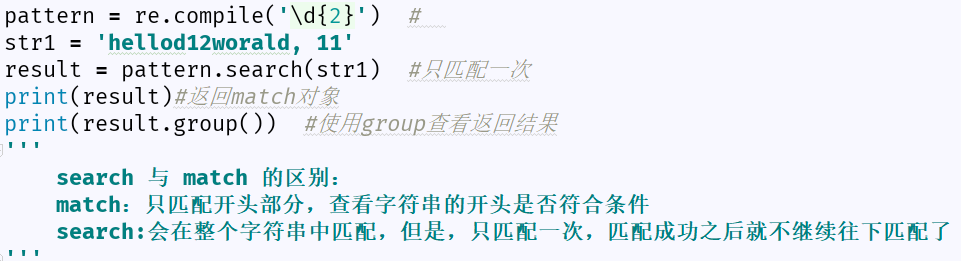 pattern = re.compile('\d{2}')  #
str1 = 'hellod12worald, 11'
result = pattern.search(str1)  #只匹配一次
print(result)#返回match对象
print(result.group())  #使用group查看返回结果
'''
    search 与 match 的区别：
    match：只匹配开头部分，查看字符串的开头是否符合条件
    search:会在整个字符串中匹配，但是，只匹配一次，匹配成功之后就不继续往下匹配了
'''